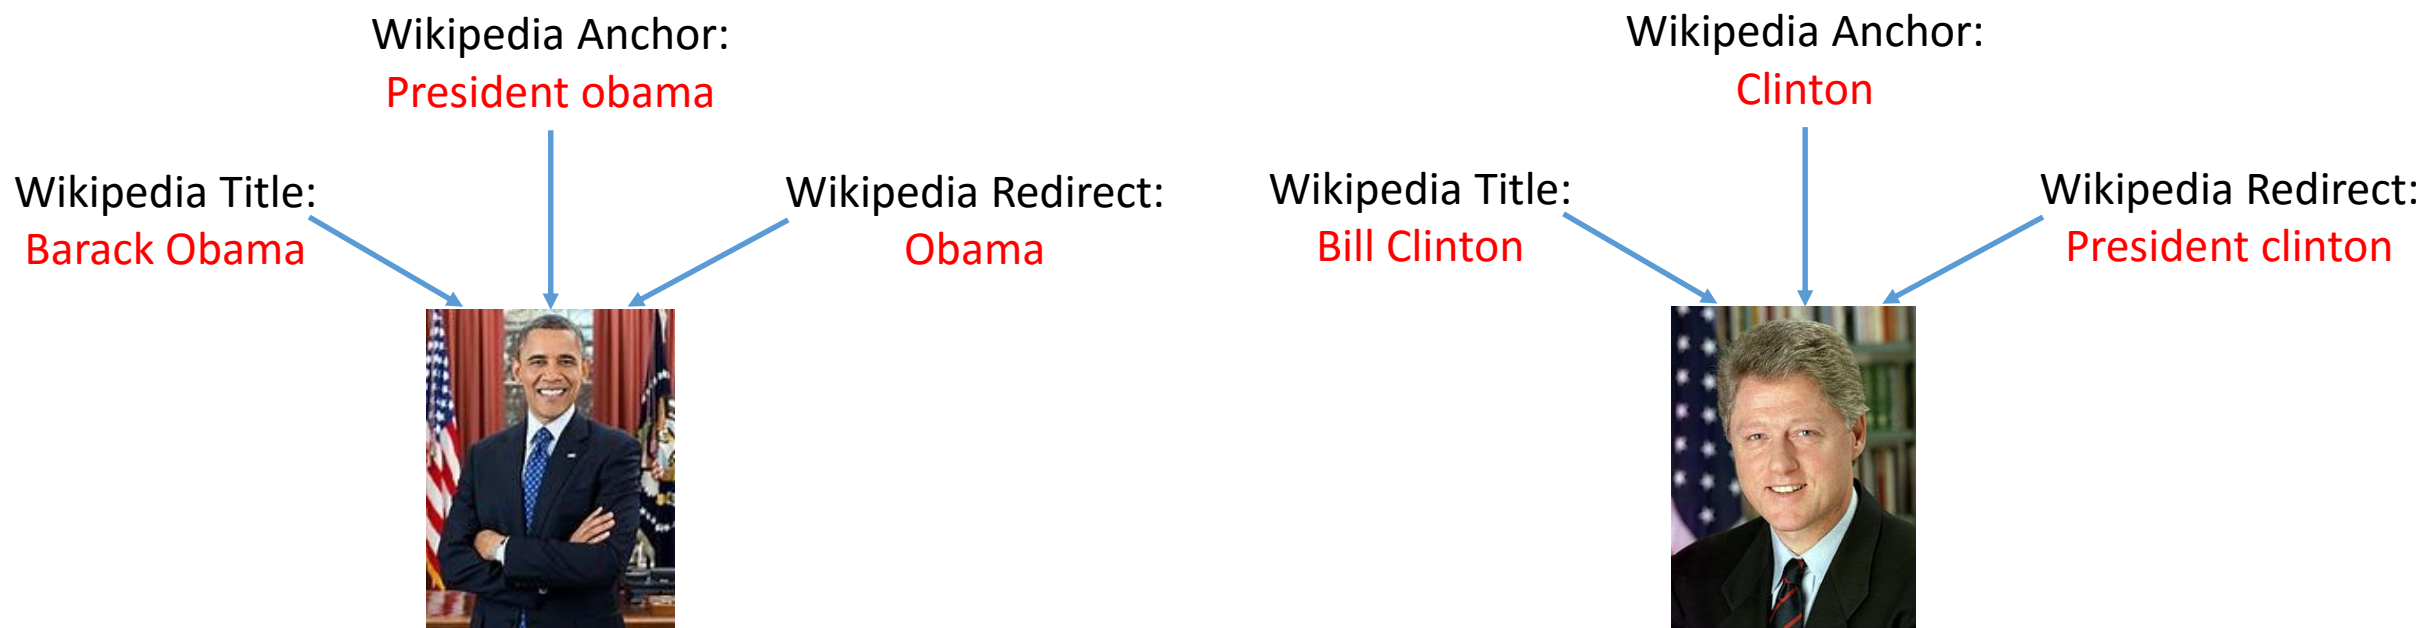 Wikipedia Anchor:
President obama
Wikipedia Title:
Barack Obama
Wikipedia Redirect:
Obama
Wikipedia Anchor:
Clinton
Wikipedia Title:
Bill Clinton
Wikipedia Redirect:
President clinton